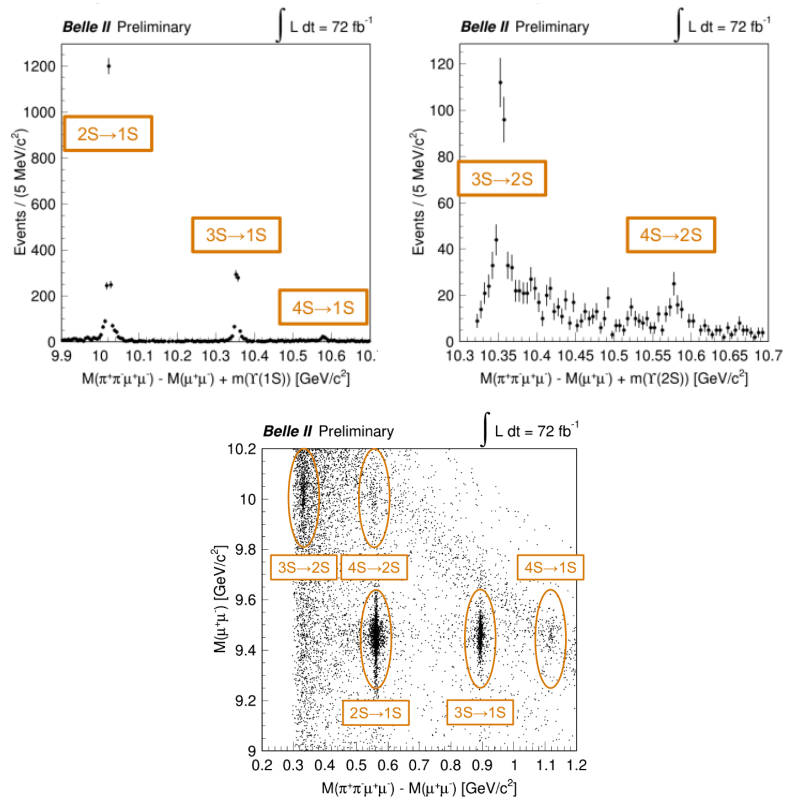 Belle II Preliminary
∫ L dt = 72 fb⁻¹
Events / (5 MeV/c²)
1200
1000
800
600
400
200
0
2S→1S
3S→1S
4S→1S
9.9 10 10.1 10.2 10.3 10.4 10.5 10.6 10.
M(π⁺π⁻μ⁺μ⁻) - M(μ⁺μ⁻) + m(ϒ(1S)) [GeV/c²]
Belle II Preliminary
∫ L dt = 72 fb⁻¹
Events / (5 MeV/c²)
120
100
80
60
40
20
0
3S→2S
4S→2S
10.3 10.35 10.4 10.45 10.5 10.55 10.6 10.65 10.7
M(π⁺π⁻μ⁺μ⁻) - M(μ⁺μ⁻) + m(ϒ(2S)) [GeV/c²]
Belle II Preliminary
∫ L dt = 72 fb⁻¹
M(μ⁺μ⁻) [GeV/c²]
10.2
10
9.8
9.6
9.4
9.2
9
3S→2S
4S→2S
4S→1S
2S→1S
3S→1S
0.2 0.3 0.4 0.5 0.6 0.7 0.8 0.9 1 1.1 1.2
M(π⁺π⁻μ⁺μ⁻) - M(μ⁺μ⁻) [GeV/c²]